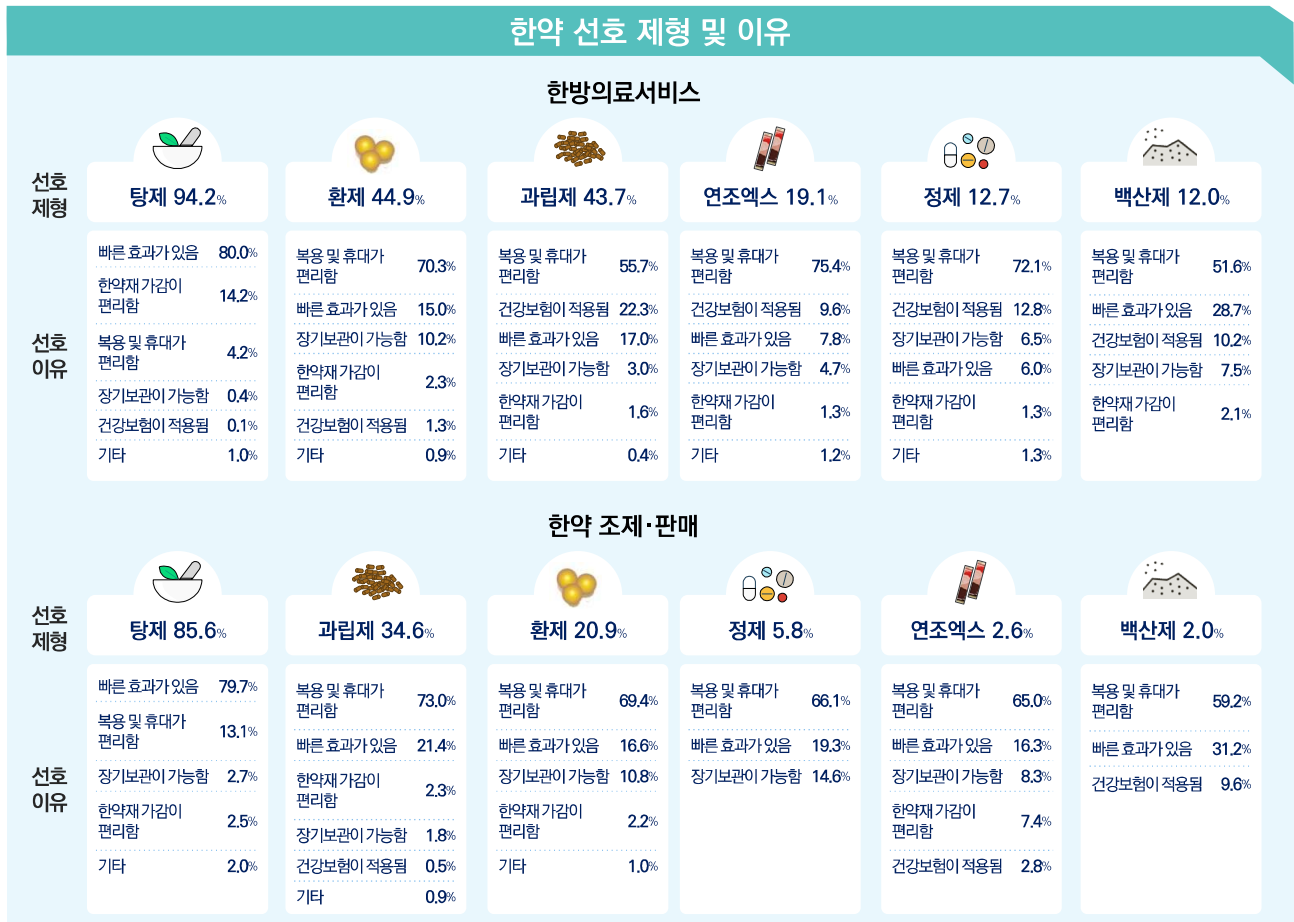 한약 선호 제형 및 이유
한방의료서비스
선호
제형
탕제 94.2%
환제 44.9%
과립제 43.7%
연조엑스 19.1%
정제 12.7%
백산제 12.0%
선호
이유
빠른 효과가 있음 80.0%
한약재 가감이
편리함 14.2%
복용 및 휴대가
편리함 4.2%
장기보관이 가능함 0.4%
건강보험이 적용됨 0.1%
기타 1.0%
복용 및 휴대가
편리함 70.3%
빠른 효과가 있음 15.0%
장기보관이 가능함 10.2%
한약재 가감이
편리함 2.3%
건강보험이 적용됨 1.3%
기타 0.9%
복용 및 휴대가
편리함 55.7%
건강보험이 적용됨 22.3%
빠른 효과가 있음 17.0%
장기보관이 가능함 3.0%
한약재 가감이
편리함 1.6%
기타 0.4%
복용 및 휴대가
편리함 75.4%
건강보험이 적용됨 9.6%
빠른 효과가 있음 7.8%
장기보관이 가능함 4.7%
한약재 가감이
편리함 1.3%
기타 1.2%
복용 및 휴대가
편리함 72.1%
건강보험이 적용됨 12.8%
장기보관이 가능함 6.5%
빠른 효과가 있음 6.0%
한약재 가감이
편리함 1.3%
기타 1.3%
복용 및 휴대가
편리함 51.6%
빠른 효과가 있음 28.7%
건강보험이 적용됨 10.2%
장기보관이 가능함 7.5%
한약재 가감이
편리함 2.1%
한약 조제·판매
선호
제형
탕제 85.6%
과립제 34.6%
환제 20.9%
정제 5.8%
연조엑스 2.6%
백산제 2.0%
선호
이유
빠른 효과가 있음 79.7%
복용 및 휴대가
편리함 13.1%
장기보관이 가능함 2.7%
한약재 가감이
편리함 2.5%
기타 2.0%
복용 및 휴대가
편리함 73.0%
빠른 효과가 있음 21.4%
한약재 가감이
편리함 2.3%
장기보관이 가능함 1.8%
건강보험이 적용됨 0.5%
기타 0.9%
복용 및 휴대가
편리함 69.4%
빠른 효과가 있음 16.6%
장기보관이 가능함 10.8%
한약재 가감이
편리함 2.2%
기타 1.0%
복용 및 휴대가
편리함 66.1%
빠른 효과가 있음 19.3%
장기보관이 가능함 14.6%
복용 및 휴대가
편리함 65.0%
빠른 효과가 있음 16.3%
장기보관이 가능함 8.3%
한약재 가감이
편리함 7.4%
건강보험이 적용됨 2.8%
복용 및 휴대가
편리함 59.2%
빠른 효과가 있음 31.2%
건강보험이 적용됨 9.6%